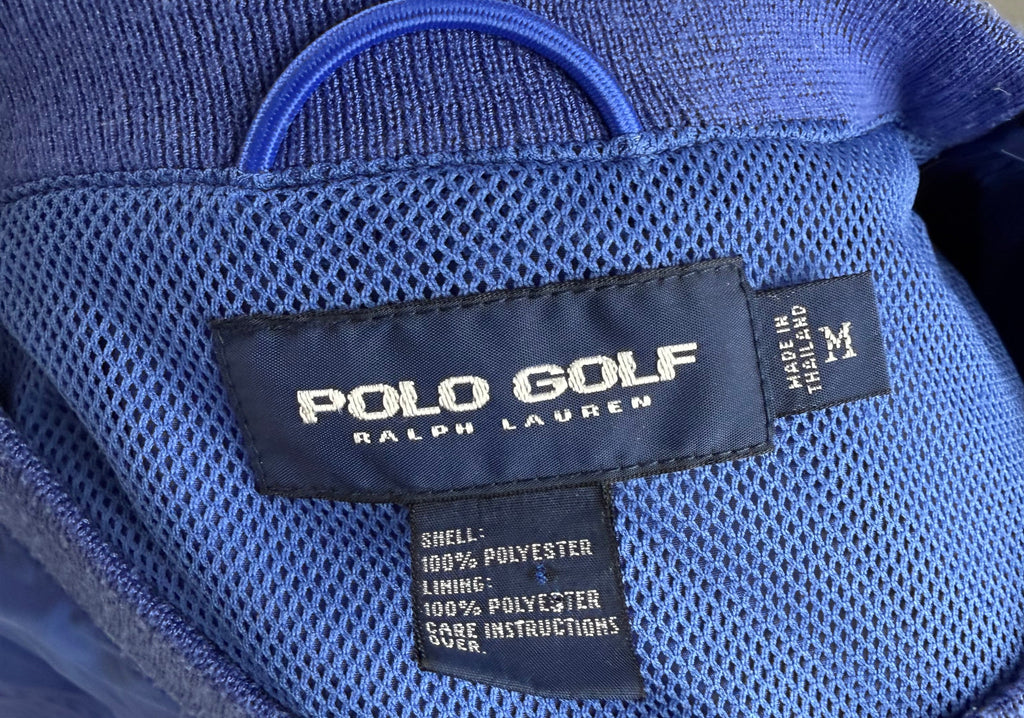 POLO GOLF
RALPH LAUREN
MADE IN
THAILAND
M
SHELL:
100% POLYESTER
LINING:
100% POLYESTER
CARE INSTRUCTIONS
OVER.